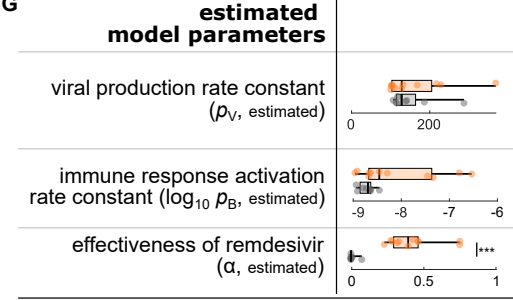 G
estimated
model parameters
viral production rate constant
(pV, estimated)
0 200
immune response activation
rate constant (log10 pB, estimated)
-9 -8 -7 -6
effectiveness of remdesivir
(α, estimated)
***
0 0.5 1